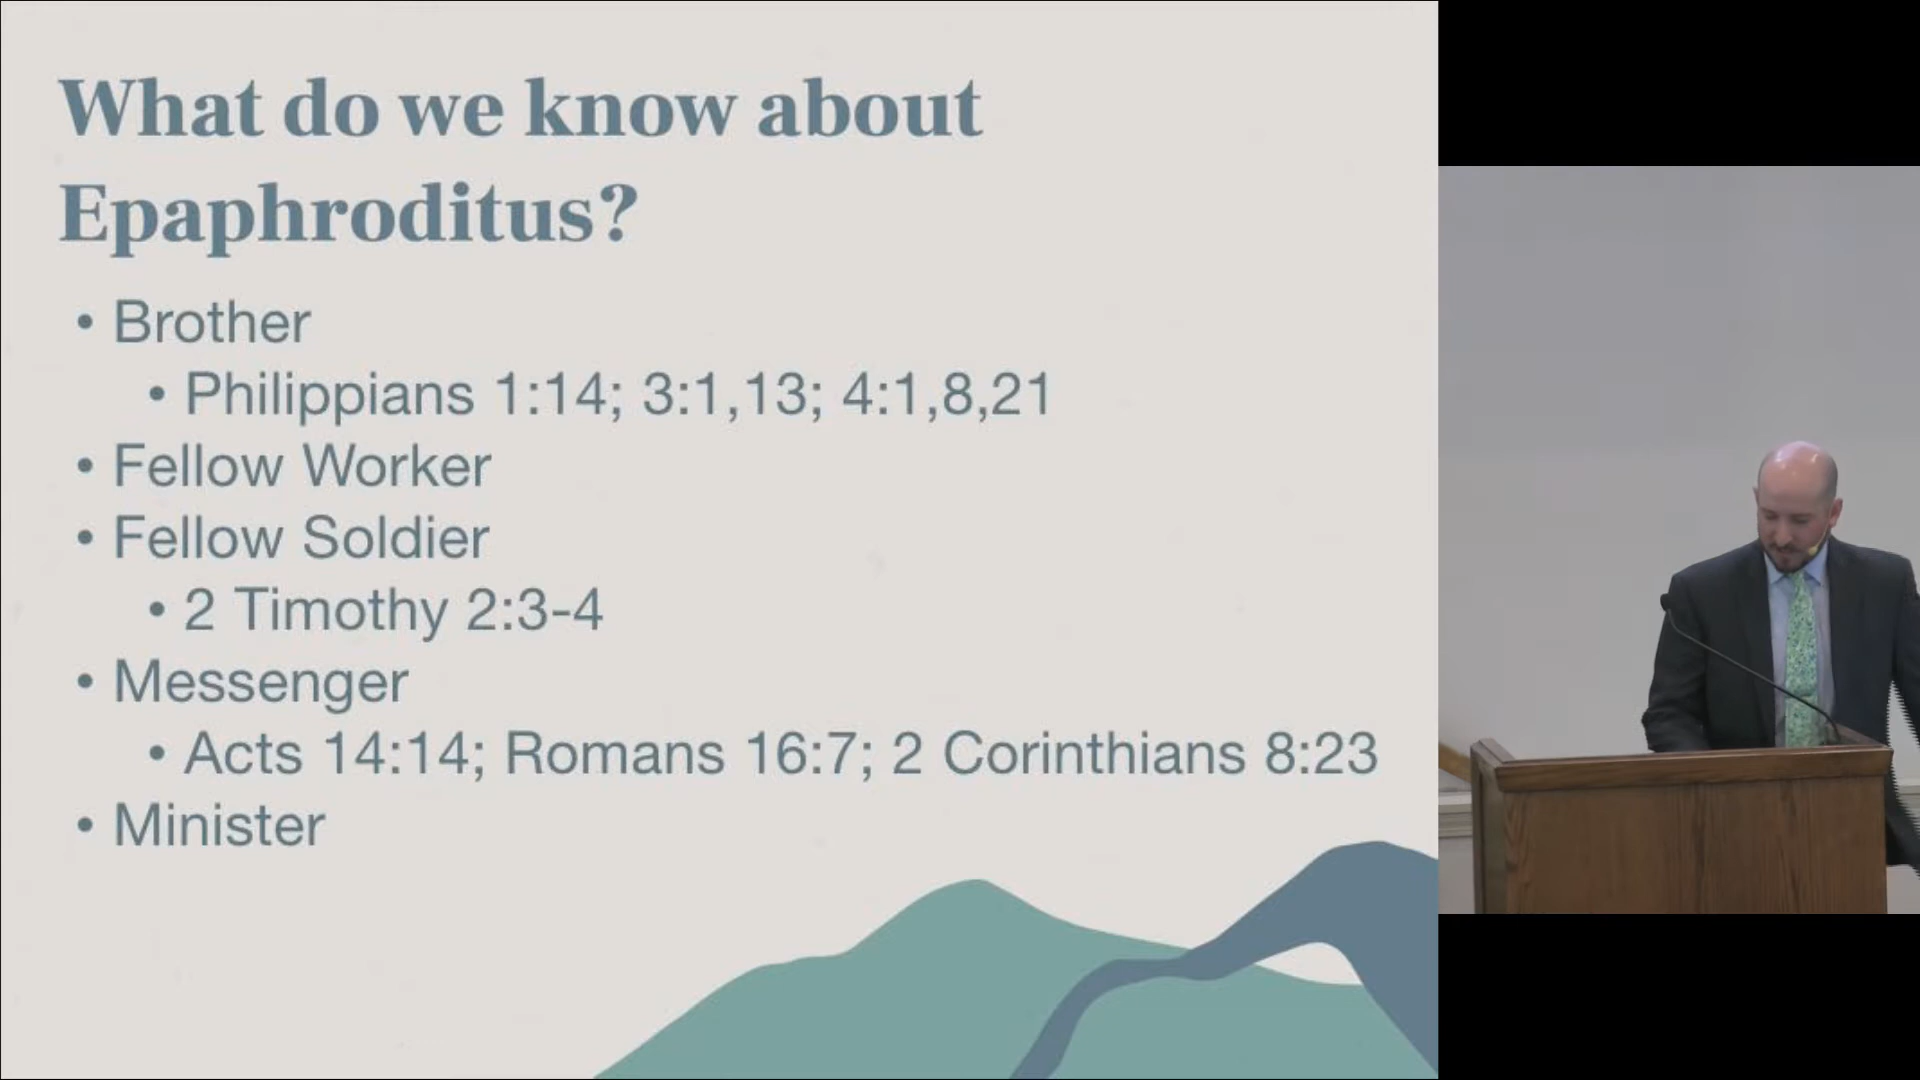 What do we know about
Epaphroditus?
• Brother
• Philippians 1:14; 3:1,13; 4:1,8,21
• Fellow Worker
• Fellow Soldier
• 2 Timothy 2:3-4
• Messenger
• Acts 14:14; Romans 16:7; 2 Corinthians 8:23
• Minister